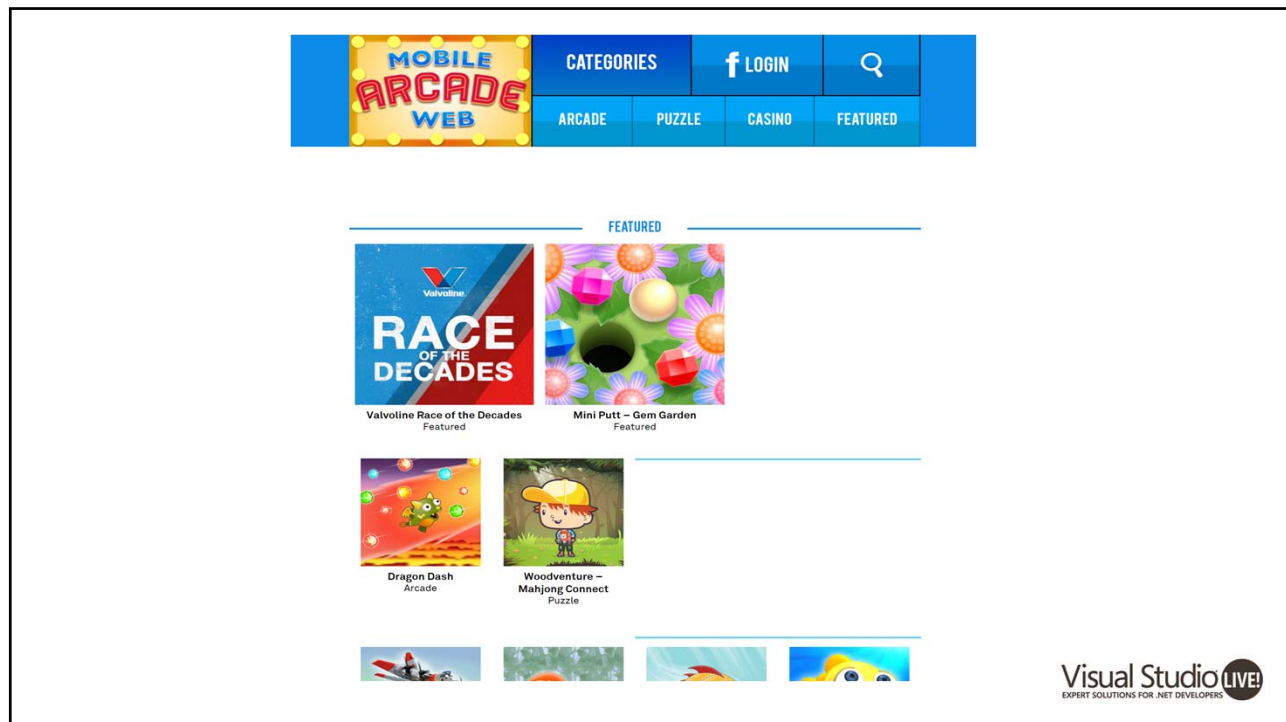 MOBILE
ARCADE
WEB
CATEGORIES
f LOGIN
ARCADE
PUZZLE
CASINO
FEATURED
FEATURED
Valvoline
RACE
OF THE
DECADES
Valvoline Race of the Decades
Featured
Mini Putt – Gem Garden
Featured
Dragon Dash
Arcade
Woodventure –
Mahjong Connect
Puzzle
Visual Studio LIVE!
EXPERT SOLUTIONS FOR .NET DEVELOPERS